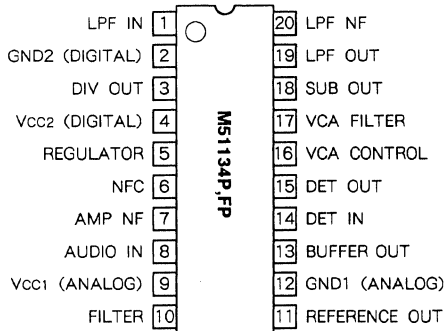 LPF IN 1 20 LPF NF
GND2 (DIGITAL) 2 19 LPF OUT
DIV OUT 3 18 SUB OUT
Vcc2 (DIGITAL) 4 17 VCA FILTER
REGULATOR 5 16 VCA CONTROL
NFC 6 15 DET OUT
AMP NF 7 14 DET IN
AUDIO IN 8 13 BUFFER OUT
Vcc1 (ANALOG) 9 12 GND1 (ANALOG)
FILTER 10 11 REFERENCE OUT
M51134P,FP